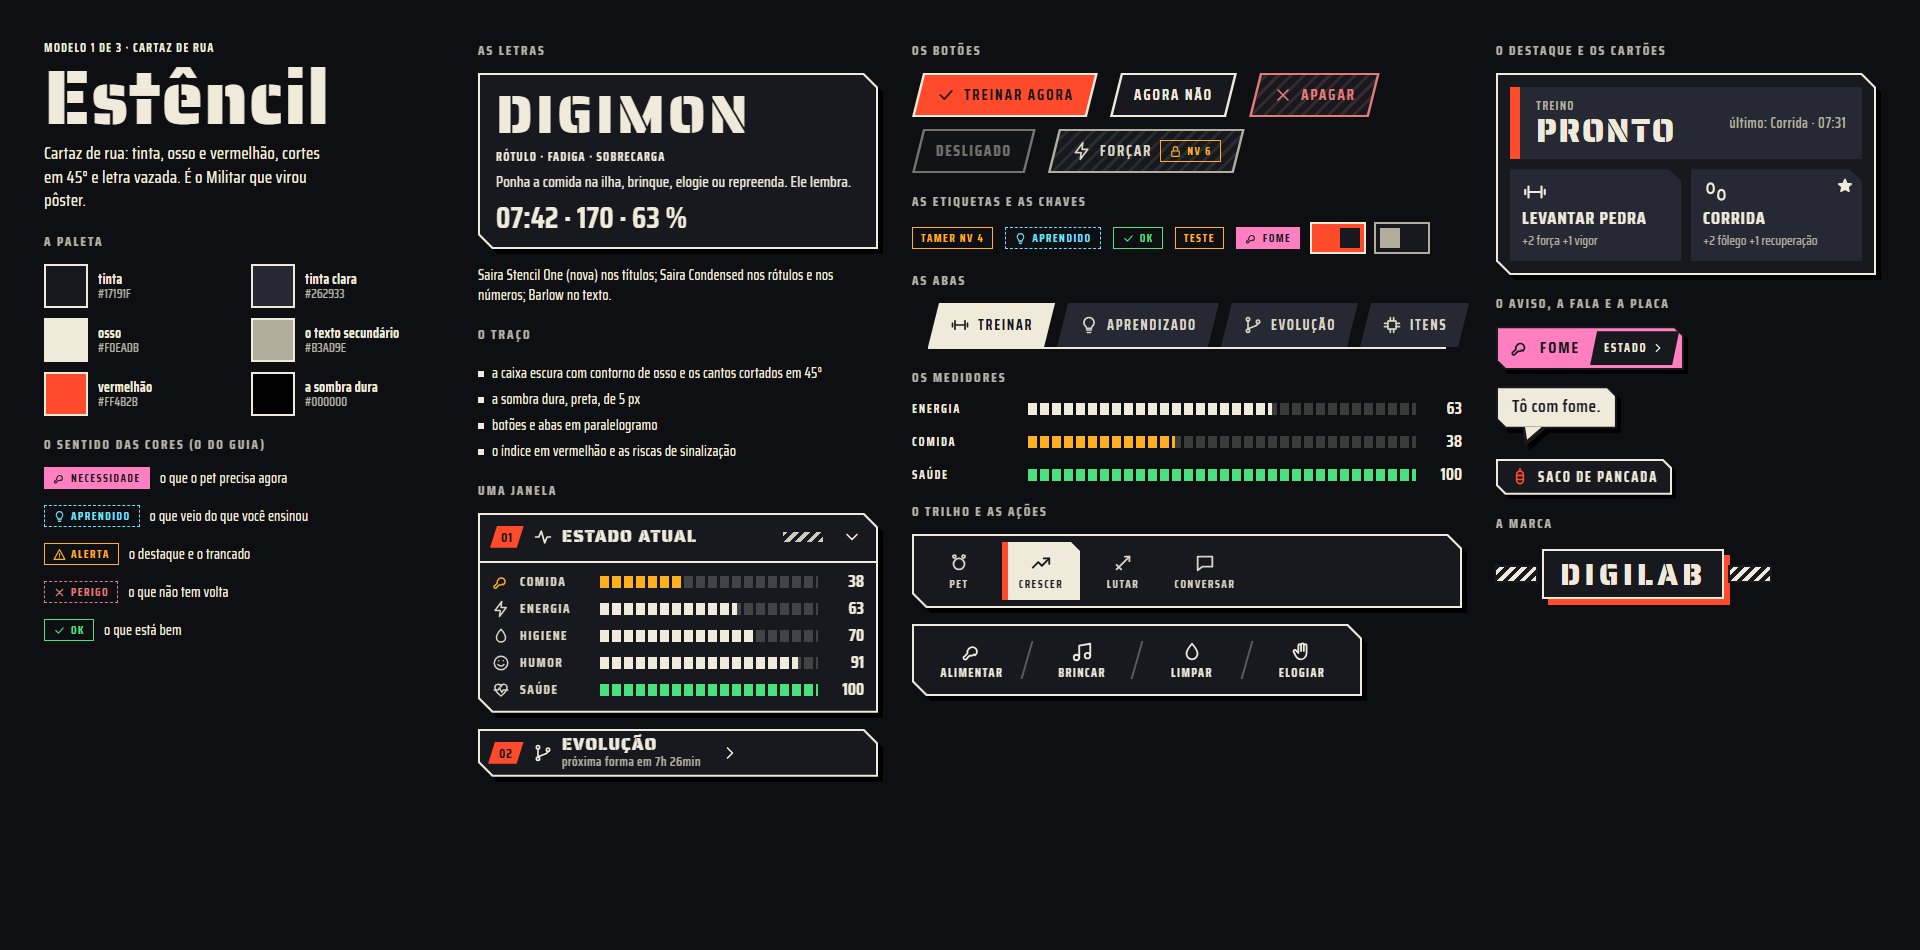 MODELO 1 DE 3 · CARTAZ DE RUA
Estêncil
Cartaz de rua: tinta, osso e vermelhão, cortes
em 45° e letra vazada. É o Militar que virou
pôster.
A PALETA
tinta
#17191F
tinta clara
#262933
osso
#F0EADB
o texto secundário
#B3AD9E
vermelhão
#FF4B2B
a sombra dura
#000000
O SENTIDO DAS CORES (O DO GUIA)
NECESSIDADE o que o pet precisa agora
APRENDIDO o que veio do que você ensinou
ALERTA o destaque e o trancado
PERIGO o que não tem volta
OK o que está bem
AS LETRAS
DIGIMON
RÓTULO · FADIGA · SOBRECARGA
Ponha a comida na ilha, brinque, elogie ou repreenda. Ele lembra.
07:42 · 170 · 63 %
Saira Stencil One (nova) nos títulos; Saira Condensed nos rótulos e nos
números; Barlow no texto.
O TRAÇO
a caixa escura com contorno de osso e os cantos cortados em 45°
a sombra dura, preta, de 5 px
botões e abas em paralelogramo
o índice em vermelhão e as riscas de sinalização
UMA JANELA
01 ESTADO ATUAL
COMIDA 38
ENERGIA 63
HIGIENE 70
HUMOR 91
SAÚDE 100
02 EVOLUÇÃO
próxima forma em 7h 26min
OS BOTÕES
TREINAR AGORA
AGORA NÃO
APAGAR
DESLIGADO
FORÇAR NV 6
AS ETIQUETAS E AS CHAVES
TAMER NV 4
APRENDIDO
OK
TESTE
FOME
AS ABAS
TREINAR
APRENDIZADO
EVOLUÇÃO
ITENS
OS MEDIDORES
ENERGIA 63
COMIDA 38
SAÚDE 100
O TRILHO E AS AÇÕES
PET
CRESCER
LUTAR
CONVERSAR
ALIMENTAR
BRINCAR
LIMPAR
ELOGIAR
O DESTAQUE E OS CARTÕES
TREINO
PRONTO
último: Corrida · 07:31
LEVANTAR PEDRA
+2 força +1 vigor
CORRIDA
+2 fôlego +1 recuperação
O AVISO, A FALA E A PLACA
FOME ESTADO
Tô com fome.
SACO DE PANCADA
A MARCA
DIGILAB